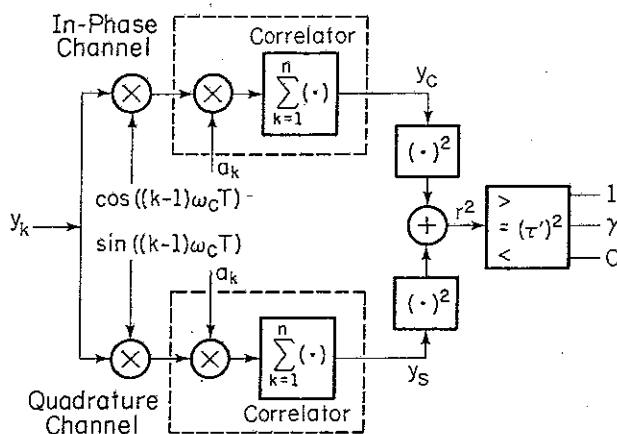 In-Phase
Channel
Correlator
n
∑(·)
k=1
y_c
a_k
(·)²
cos((k-1)ω_cT)
y_k
sin((k-1)ω_cT)
a_k
+
r²
>
= (τ')²
<
1
γ
0
(·)²
n
∑(·)
k=1
y_s
Quadrature
Channel
Correlator